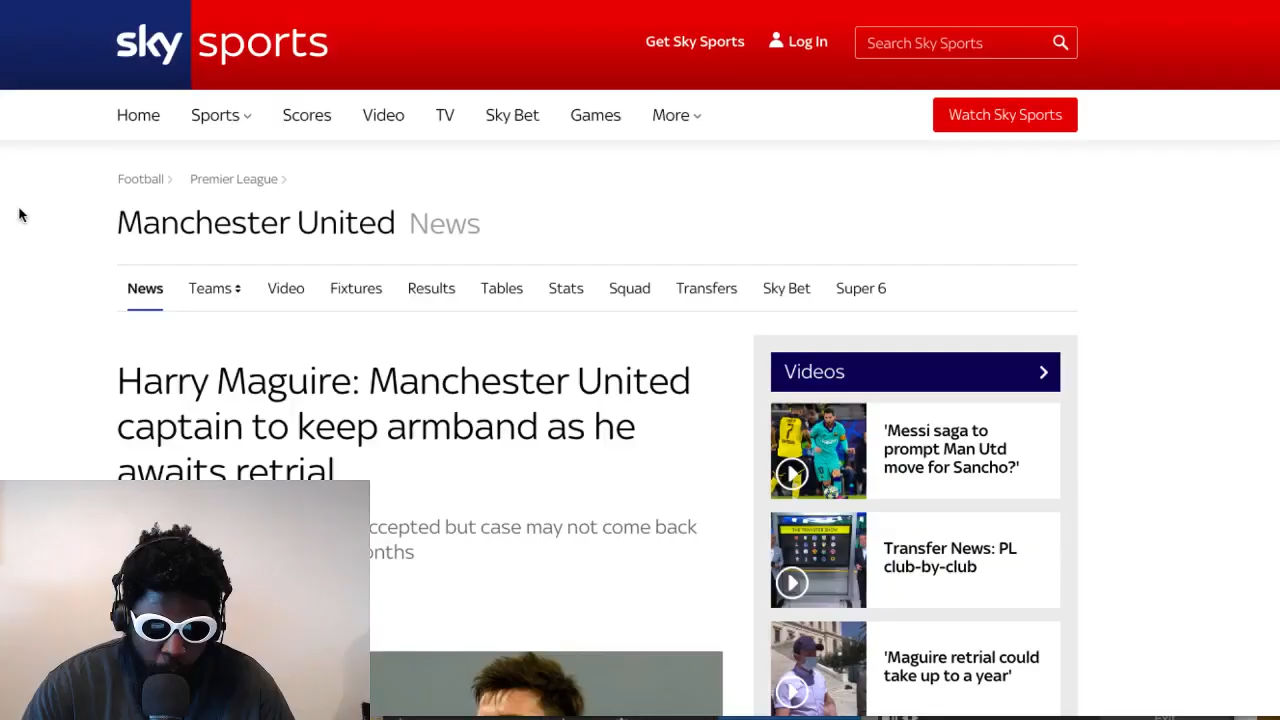 sky sports
Get Sky Sports
Log In
Search Sky Sports
Home
Sports
Scores
Video
TV
Sky Bet
Games
More
Watch Sky Sports
Football
Premier League
Manchester United News
News
Teams
Video
Fixtures
Results
Tables
Stats
Squad
Transfers
Sky Bet
Super 6
Harry Maguire: Manchester United
captain to keep armband as he
awaits retrial
ccepted but case may not come back
onths
Videos
'Messi saga to
prompt Man Utd
move for Sancho?'
Transfer News: PL
club-by-club
'Maguire retrial could
take up to a year'